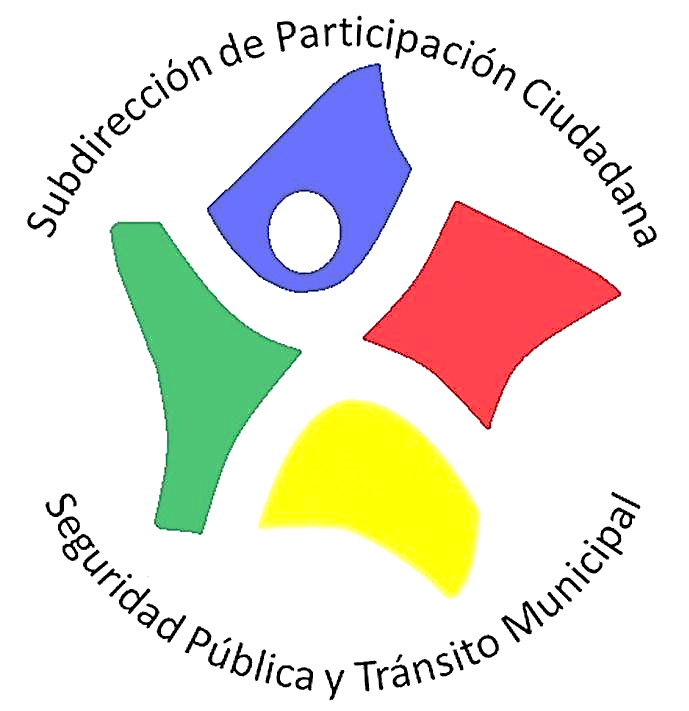 Subdirección de Participación Ciudadana
Seguridad Pública y Tránsito Municipal